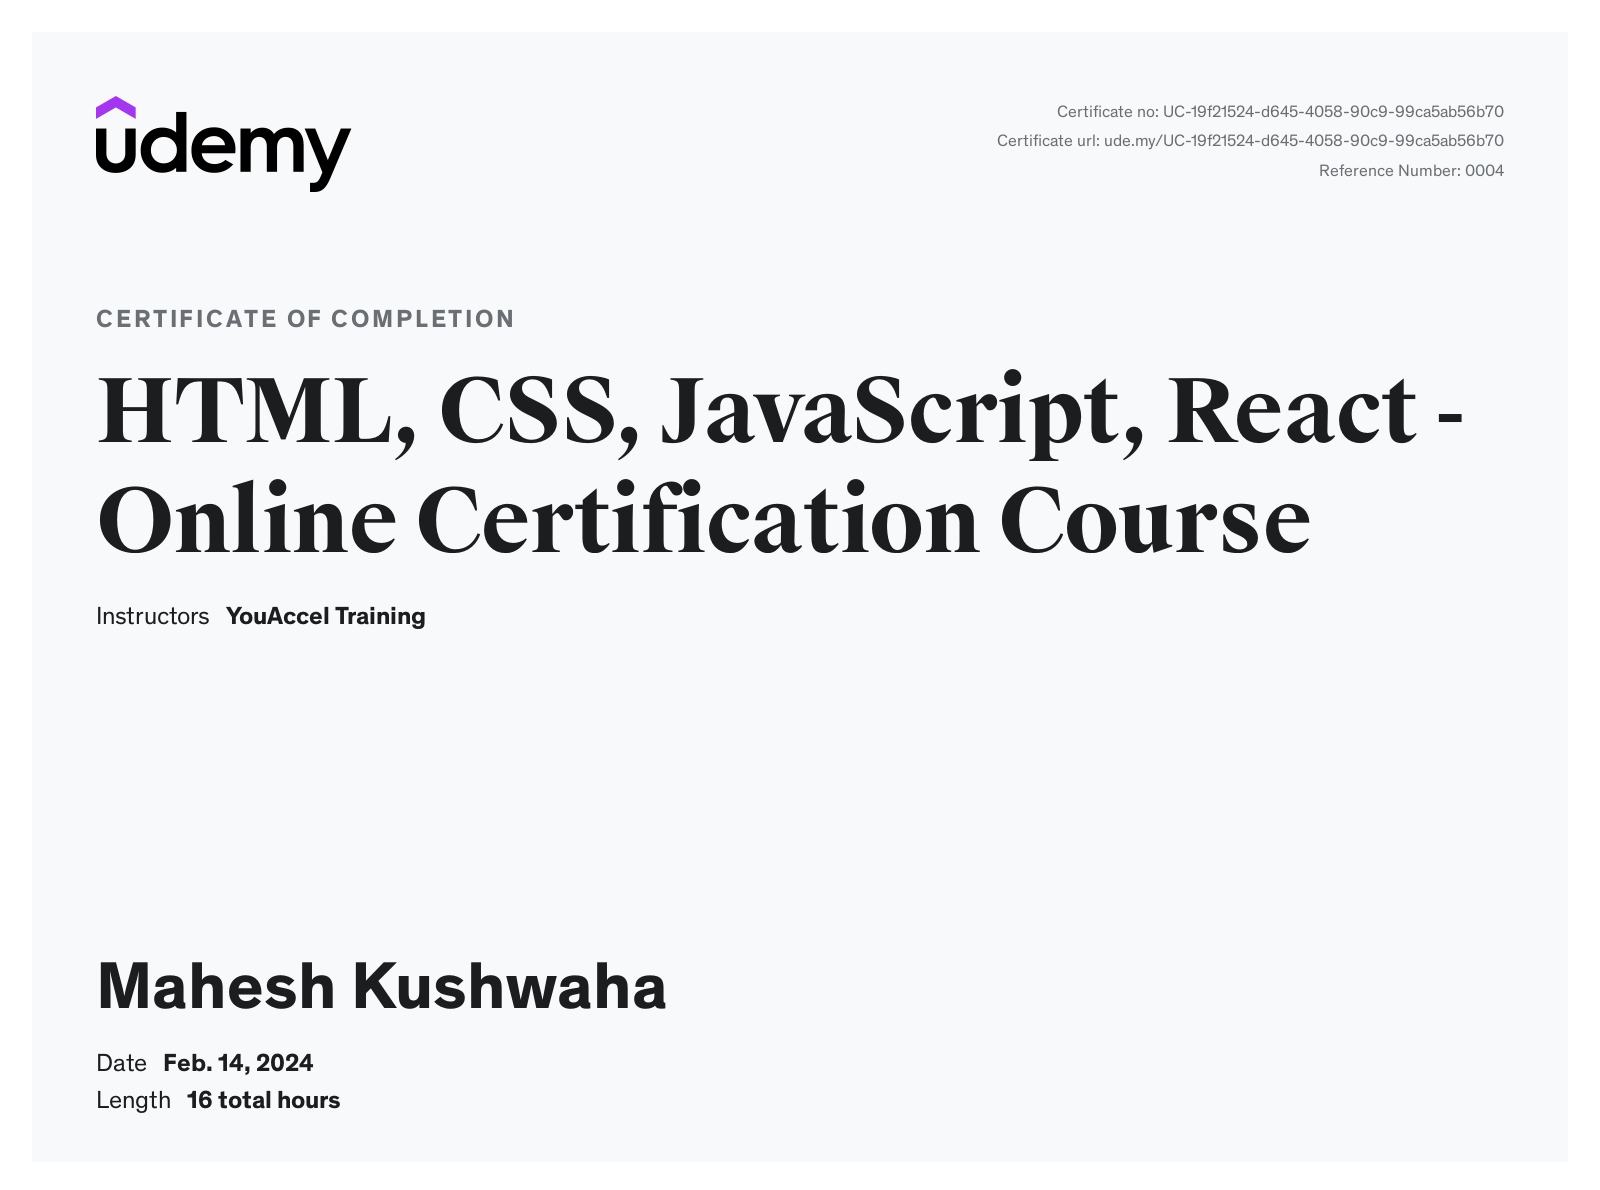 udemy
Certificate no: UC-19f21524-d645-4058-90c9-99ca5ab56b70
Certificate url: ude.my/UC-19f21524-d645-4058-90c9-99ca5ab56b70
Reference Number: 0004
CERTIFICATE OF COMPLETION
HTML, CSS, JavaScript, React -
Online Certification Course
Instructors YouAccel Training
Mahesh Kushwaha
Date Feb. 14, 2024
Length 16 total hours